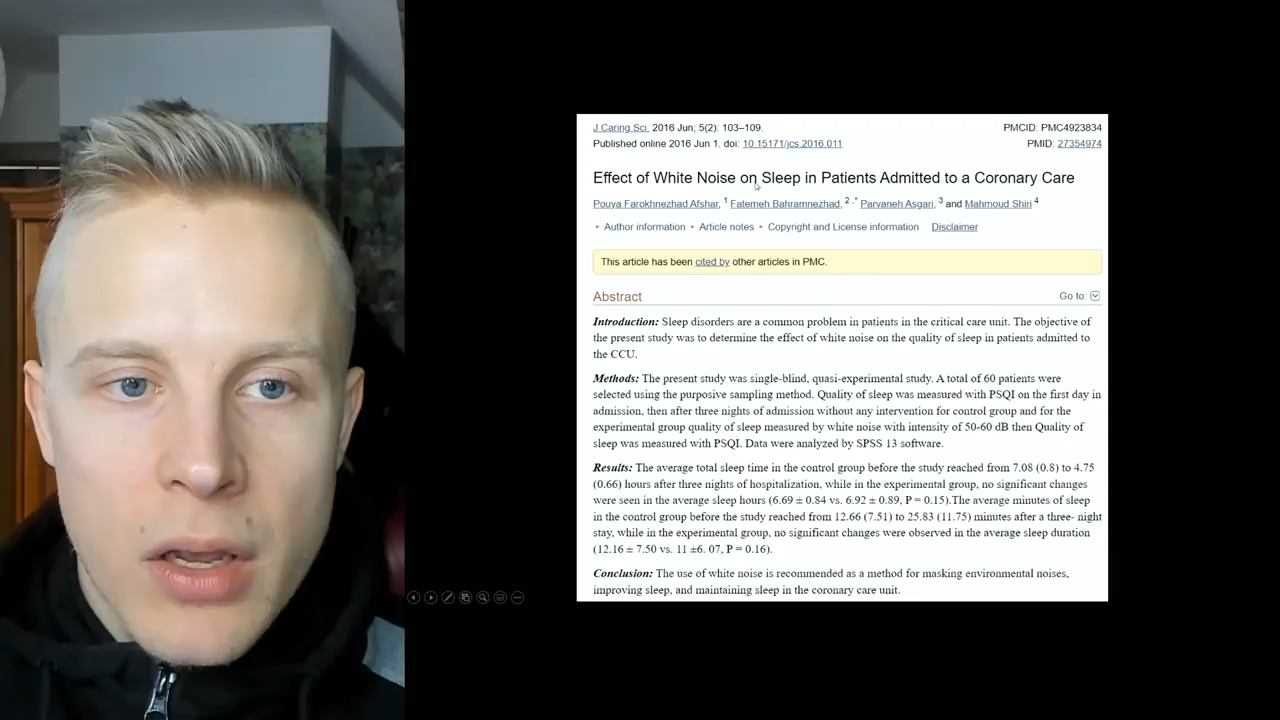 J Caring Sci. 2016 Jun; 5(2): 103–109. PMCID: PMC4923834
Published online 2016 Jun 1. doi: 10.15171/jcs.2016.011 PMID: 27354974
Effect of White Noise on Sleep in Patients Admitted to a Coronary Care
Pouya Farokhnezhad Afshar, 1 Fatemeh Bahramnezhad, 2 ,* Parvaneh Asgari, 3 and Mahmoud Shiri 4
▸ Author information ▸ Article notes ▸ Copyright and License information Disclaimer
This article has been cited by other articles in PMC.
Abstract Go to:
Introduction: Sleep disorders are a common problem in patients in the critical care unit. The objective of
the present study was to determine the effect of white noise on the quality of sleep in patients admitted to
the CCU.
Methods: The present study was single-blind, quasi-experimental study. A total of 60 patients were
selected using the purposive sampling method. Quality of sleep was measured with PSQI on the first day in
admission, then after three nights of admission without any intervention for control group and for the
experimental group quality of sleep measured by white noise with intensity of 50-60 dB then Quality of
sleep was measured with PSQI. Data were analyzed by SPSS 13 software.
Results: The average total sleep time in the control group before the study reached from 7.08 (0.8) to 4.75
(0.66) hours after three nights of hospitalization, while in the experimental group, no significant changes
were seen in the average sleep hours (6.69 ± 0.84 vs. 6.92 ± 0.89, P = 0.15).The average minutes of sleep
in the control group before the study reached from 12.66 (7.51) to 25.83 (11.75) minutes after a three- night
stay, while in the experimental group, no significant changes were observed in the average sleep duration
(12.16 ± 7.50 vs. 11 ±6. 07, P = 0.16).
Conclusion: The use of white noise is recommended as a method for masking environmental noises,
improving sleep, and maintaining sleep in the coronary care unit.